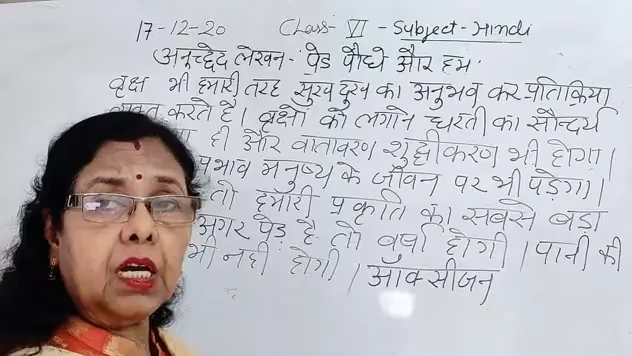 17-12-20 Class- VI - Subject- Hindi
अनूच्छेद लेखन- पेड पौधे और हम.
वृक्ष भी हमारी तरह सुख दुख का अनुभव कर प्रतिक्रिया
करते है। वृक्षो को लगाने धरती का सौन्दर्य
ही और वातावरण शुद्धीकरण भी होगा।
मनुष्य के जीवन पर भी पड़ेगा।
तो हमारी प्रकृति का सबसे बड़ा
अगर पेड़ है तो वर्षा होगी। पानी की
भी नही होगी। ऑक्सीजन